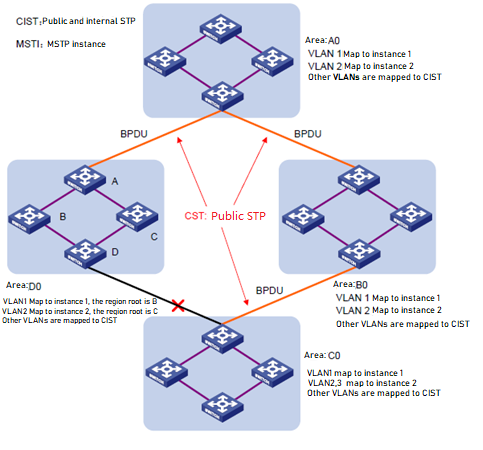 CIST:Public and internal STP
MSTI: MSTP instance
Area:A0
VLAN 1 Map to instance 1
VLAN 2 Map to instance 2
Other VLANs are mapped to CIST
BPDU
BPDU
A
B
C
D
CST: Public STP
Area:D0
VLAN1 Map to instance 1, the region root is B
VLAN2 Map to instance 2, the region root is C
Other VLANs are mapped to CIST
BPDU
Area:B0
VLAN 1 Map to instance 1
VLAN 2 Map to instance 2
Other VLANs are mapped to CIST
Area: C0
VLAN1 map to instance 1
VLAN2,3 map to instance 2
Other VLANs are mapped to CIST